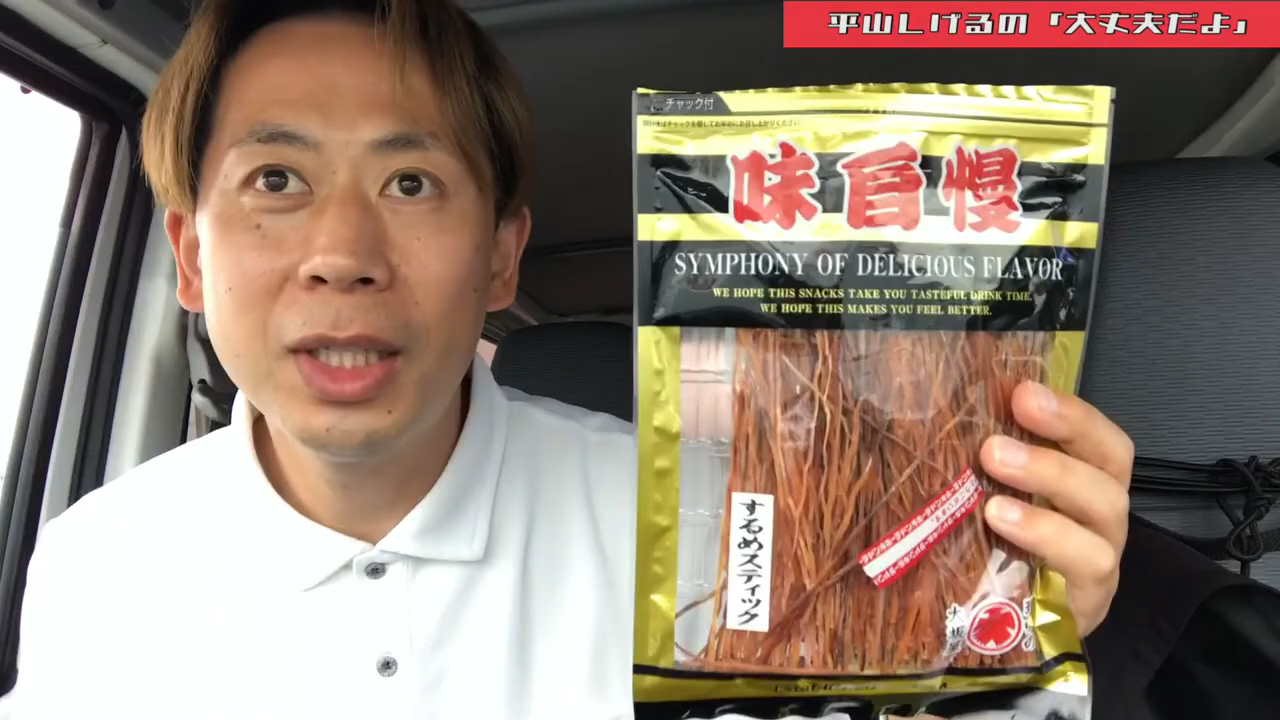 平山しげるの「大丈夫だよ」
チャック付
味自慢
SYMPHONY OF DELICIOUS FLAVOR
WE HOPE THIS SNACKS TAKE YOU TASTEFUL DRINK TIME.
WE HOPE THIS MAKES YOU FEEL BETTER.
するめスティック